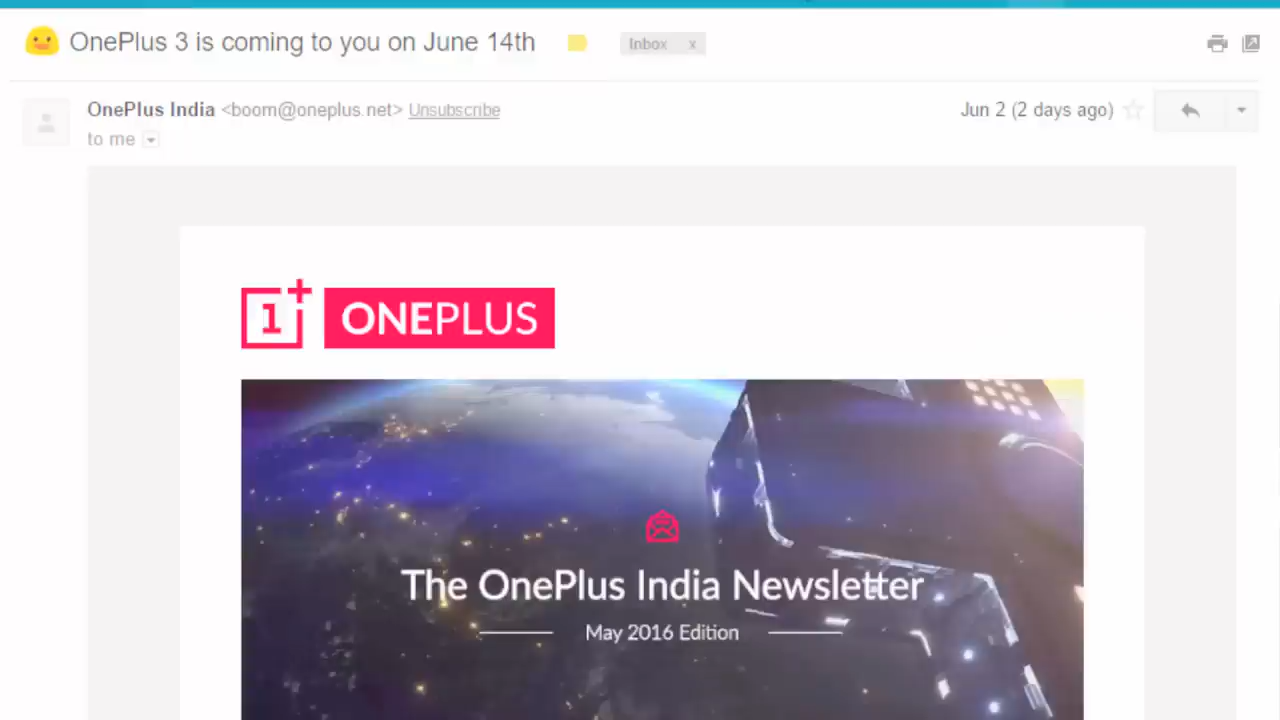 OnePlus 3 is coming to you on June 14th
Inbox x
OnePlus India <boom@oneplus.net> Unsubscribe
Jun 2 (2 days ago)
to me
1+ ONEPLUS
The OnePlus India Newsletter
May 2016 Edition